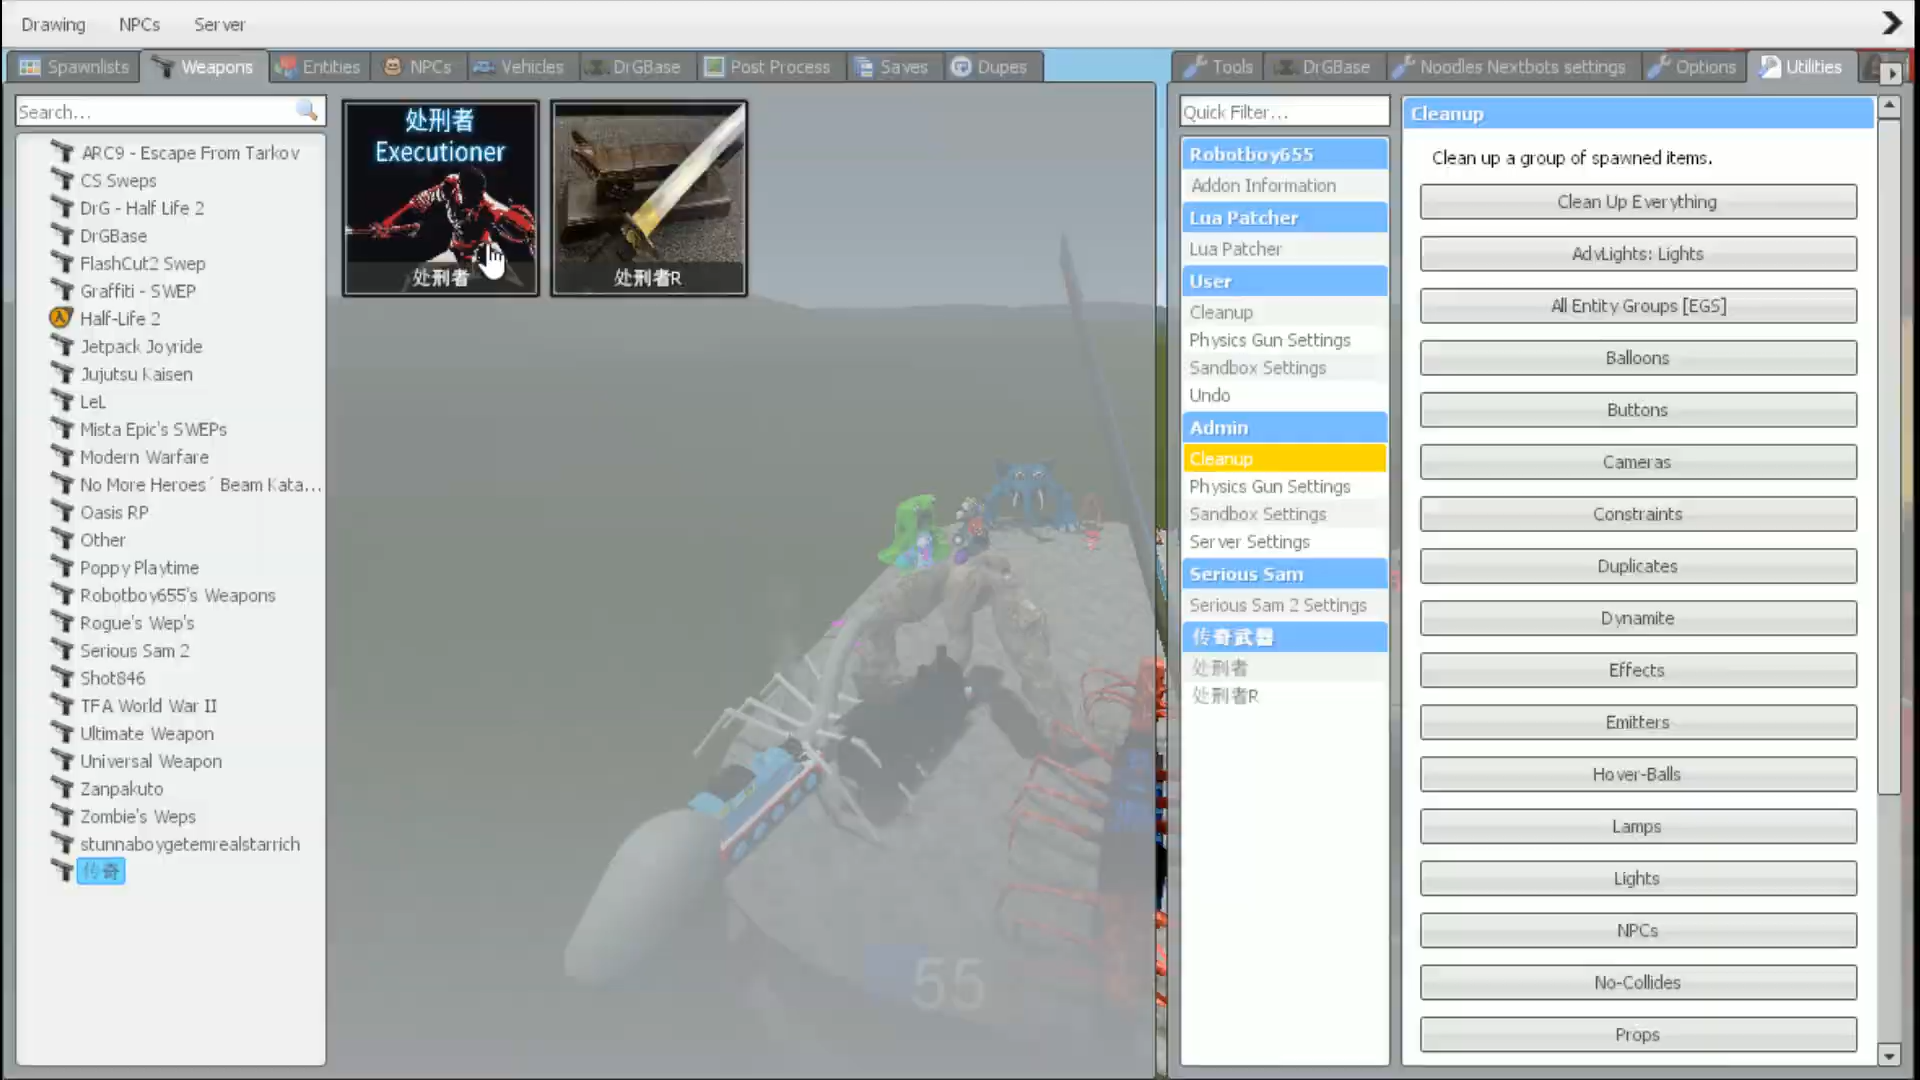 Drawing NPCs Server
Spawnlists Weapons Entities NPCs Vehicles DrGBase Post Process Saves Dupes
Tools DrGBase Noodles Nextbots settings Options Utilities
Search...
ARC9 - Escape From Tarkov
CS Sweps
DrG - Half Life 2
DrGBase
FlashCut2 Swep
Graffiti - SWEP
Half-Life 2
Jetpack Joyride
Jujutsu Kaisen
LeL
Mista Epic's SWEPs
Modern Warfare
No More Heroes´ Beam Kata...
Oasis RP
Other
Poppy Playtime
Robotboy655's Weapons
Rogue's Wep's
Serious Sam 2
Shot846
TFA World War II
Ultimate Weapon
Universal Weapon
Zanpakuto
Zombie's Weps
stunnaboygetemrealstarrich
传奇
处刑者
Executioner
处刑者
处刑者R
55
Quick Filter...
Robotboy655
Addon Information
Lua Patcher
Lua Patcher
User
Cleanup
Physics Gun Settings
Sandbox Settings
Undo
Admin
Cleanup
Physics Gun Settings
Sandbox Settings
Server Settings
Serious Sam
Serious Sam 2 Settings
传奇武器
处刑者
处刑者R
Cleanup
Clean up a group of spawned items.
Clean Up Everything
AdvLights: Lights
All Entity Groups [EGS]
Balloons
Buttons
Cameras
Constraints
Duplicates
Dynamite
Effects
Emitters
Hover-Balls
Lamps
Lights
NPCs
No-Collides
Props